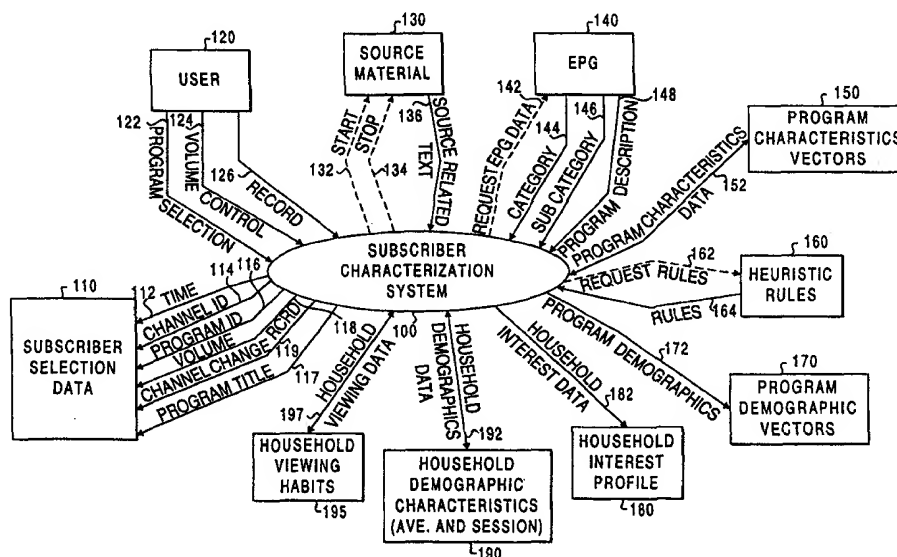 120
USER
130
SOURCE
MATERIAL
140
EPG
150
PROGRAM
CHARACTERISTICS
VECTORS
122
PROGRAM
SELECTION
124
VOLUME
CONTROL
126
RECORD
START
132
STOP
134
136
SOURCE RELATED
TEXT
142
REQUEST EPG DATA
144
CATEGORY
146
SUB CATEGORY
148
PROGRAM DESCRIPTION
PROGRAM CHARACTERISTICS
DATA
152
SUBSCRIBER
CHARACTERIZATION
SYSTEM
100
162
REQUEST RULES
RULES
164
160
HEURISTIC
RULES
110
SUBSCRIBER
SELECTION
DATA
112
TIME
114
CHANNEL ID
116
PROGRAM ID
VOLUME
RCRD
118
CHANNEL CHANGE
119
PROGRAM TITLE
117
HOUSEHOLD
VIEWING DATA
197
HOUSEHOLD
DEMOGRAPHICS
DATA
192
HOUSEHOLD
INTEREST DATA
182
PROGRAM DEMOGRAPHICS
172
170
PROGRAM
DEMOGRAPHIC
VECTORS
HOUSEHOLD
VIEWING
HABITS
195
HOUSEHOLD
DEMOGRAPHIC
CHARACTERISTICS
(AVE. AND SESSION)
190
HOUSEHOLD
INTEREST
PROFILE
180